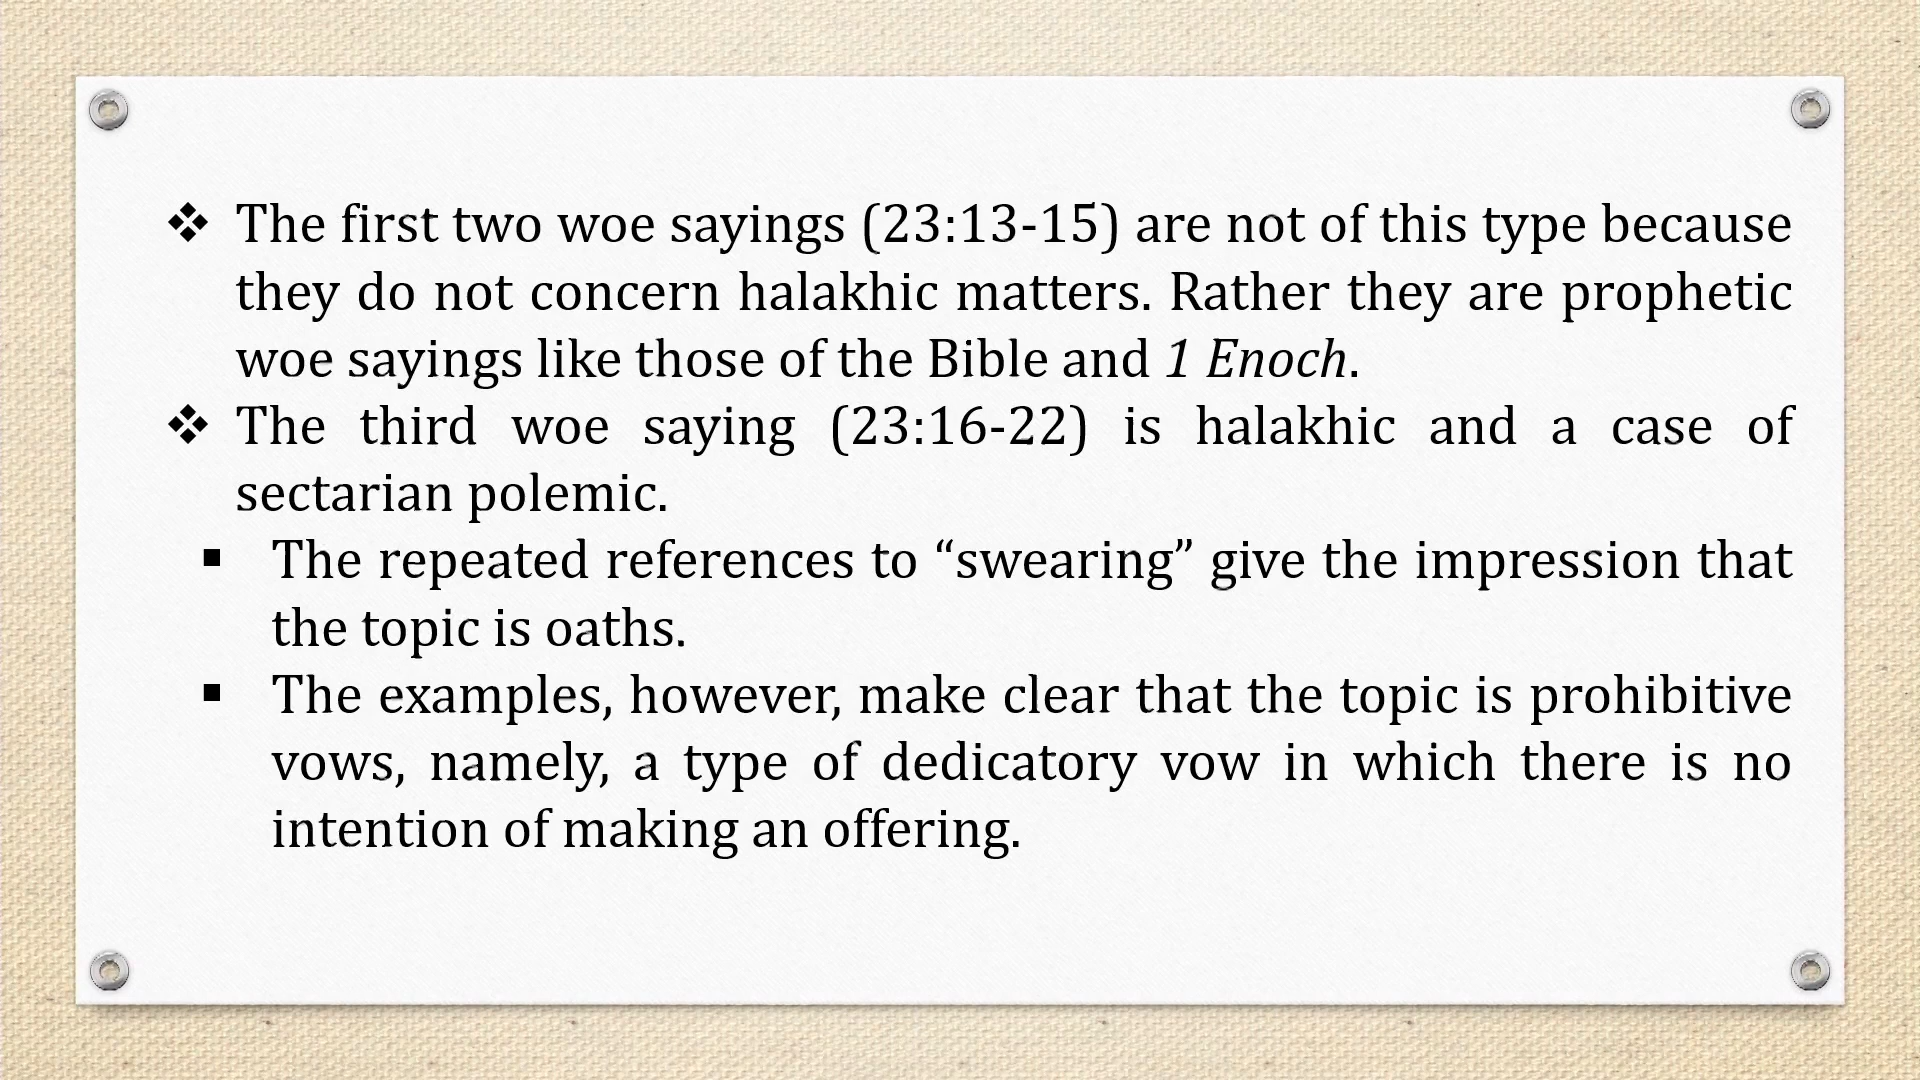 ❖ The first two woe sayings (23:13-15) are not of this type because
they do not concern halakhic matters. Rather they are prophetic
woe sayings like those of the Bible and 1 Enoch.
❖ The third woe saying (23:16-22) is halakhic and a case of
sectarian polemic.
▪ The repeated references to “swearing” give the impression that
the topic is oaths.
▪ The examples, however, make clear that the topic is prohibitive
vows, namely, a type of dedicatory vow in which there is no
intention of making an offering.